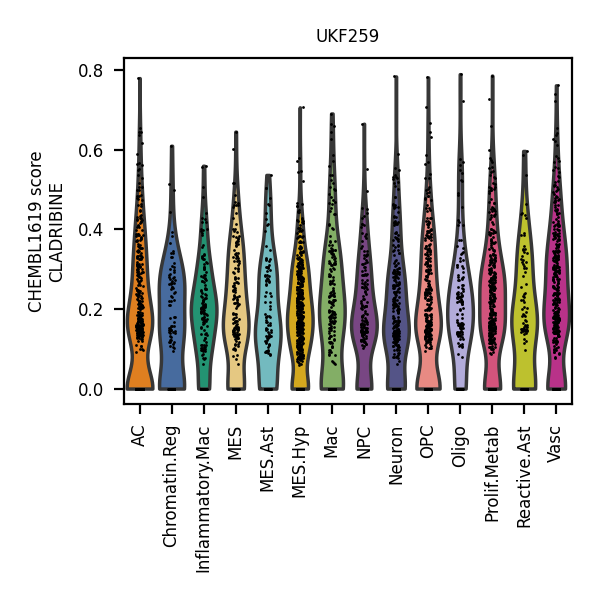 UKF259
CHEMBL1619 score
CLADRIBINE
0.8
0.6
0.4
0.2
0.0
AC
Chromatin.Reg
Inflammatory.Mac
MES
MES.Ast
MES.Hyp
Mac
NPC
Neuron
OPC
Oligo
Prolif.Metab
Reactive.Ast
Vasc